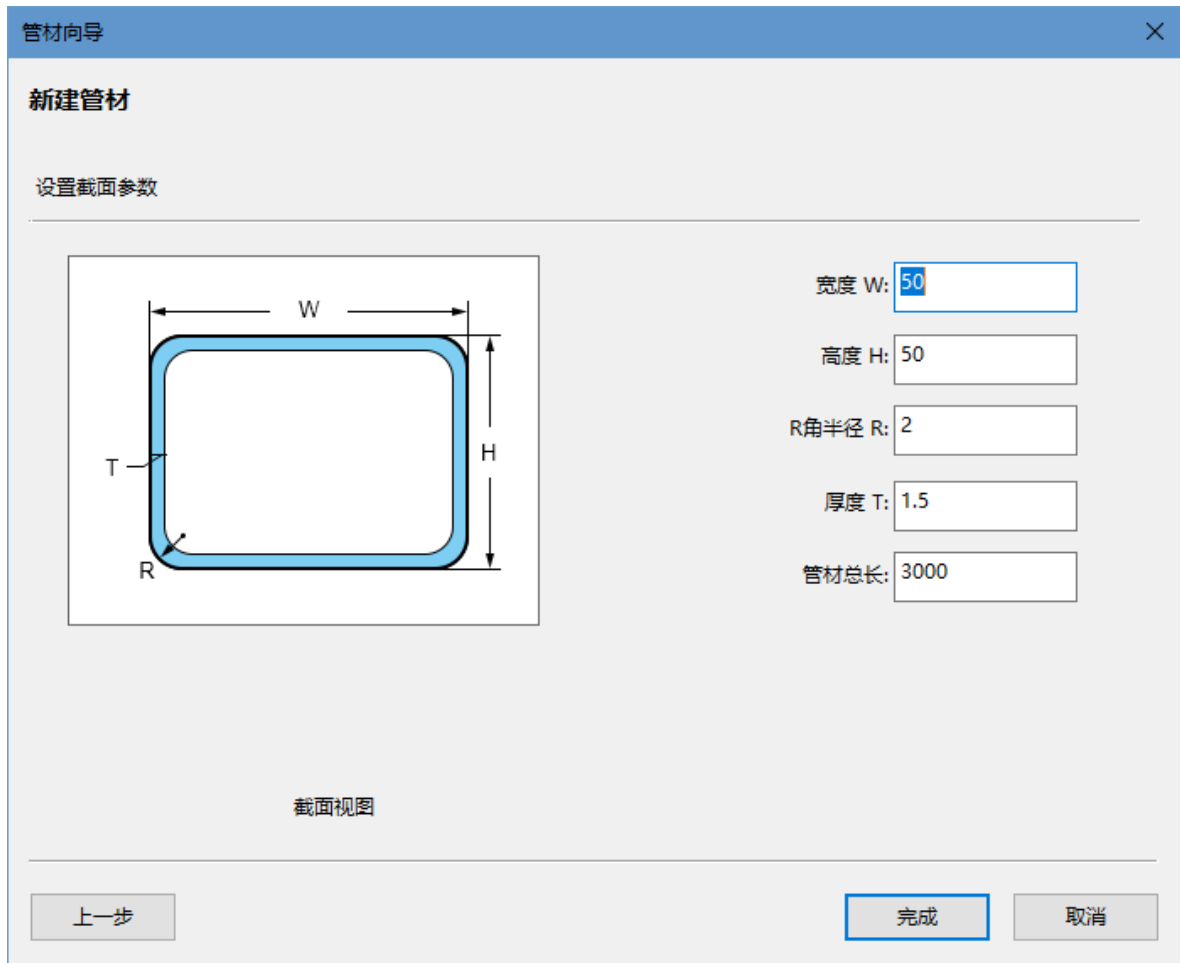 管材向导
新建管材
设置截面参数
W
H
T
R
宽度 W: 50
高度 H: 50
R角半径 R: 2
厚度 T: 1.5
管材总长: 3000
截面视图
上一步
完成
取消